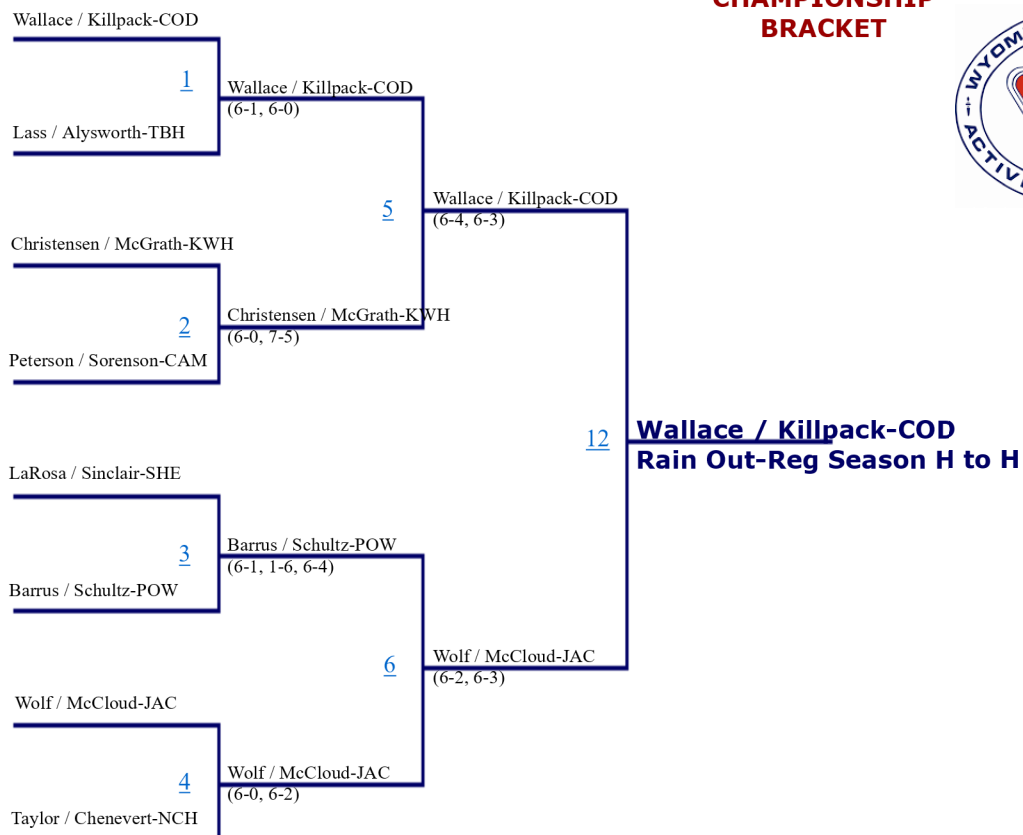 CHAMPIONSHIP
BRACKET
Wallace / Killpack-COD
1
Wallace / Killpack-COD
(6-1, 6-0)
Lass / Alysworth-TBH
5
Wallace / Killpack-COD
(6-4, 6-3)
Christensen / McGrath-KWH
2
Christensen / McGrath-KWH
(6-0, 7-5)
Peterson / Sorenson-CAM
12
Wallace / Killpack-COD
Rain Out-Reg Season H to H
LaRosa / Sinclair-SHE
3
Barrus / Schultz-POW
(6-1, 1-6, 6-4)
Barrus / Schultz-POW
6
Wolf / McCloud-JAC
(6-2, 6-3)
Wolf / McCloud-JAC
4
Wolf / McCloud-JAC
(6-0, 6-2)
Taylor / Chenevert-NCH